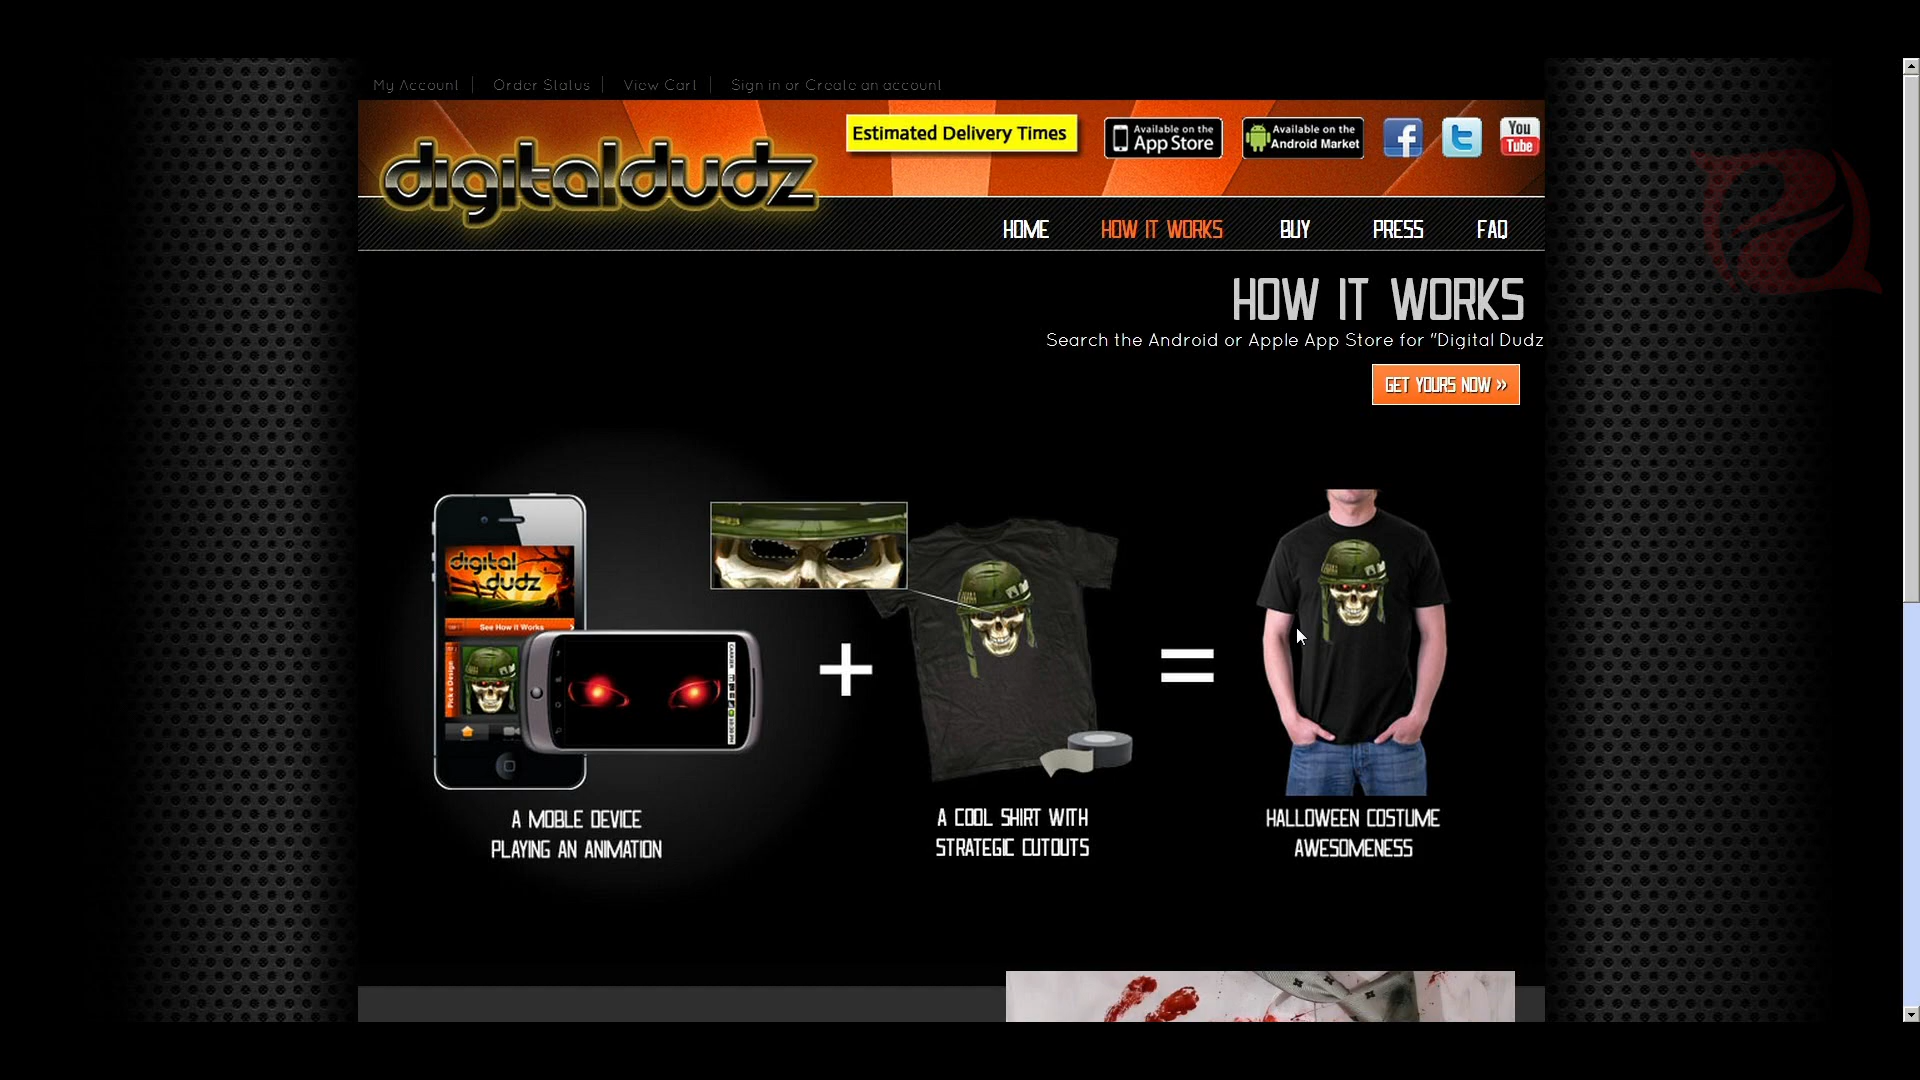 My Account
Order Status
View Cart
Sign in or Create an account
digitaldudz
Estimated Delivery Times
Available on the
App Store
Available on the
Android Market
You
Tube
HOME
HOW IT WORKS
BUY
PRESS
FAQ
HOW IT WORKS
Search the Android or Apple App Store for "Digital Dudz
GET YOURS NOW »
digital
dudz
See How It Works
Pick a Design
A MOBLE DEVICE
PLAYING AN ANIMATION
A COOL SHIRT WITH
STRATEGIC CUTOUTS
HALLOWEEN COSTUME
AWESOMENESS